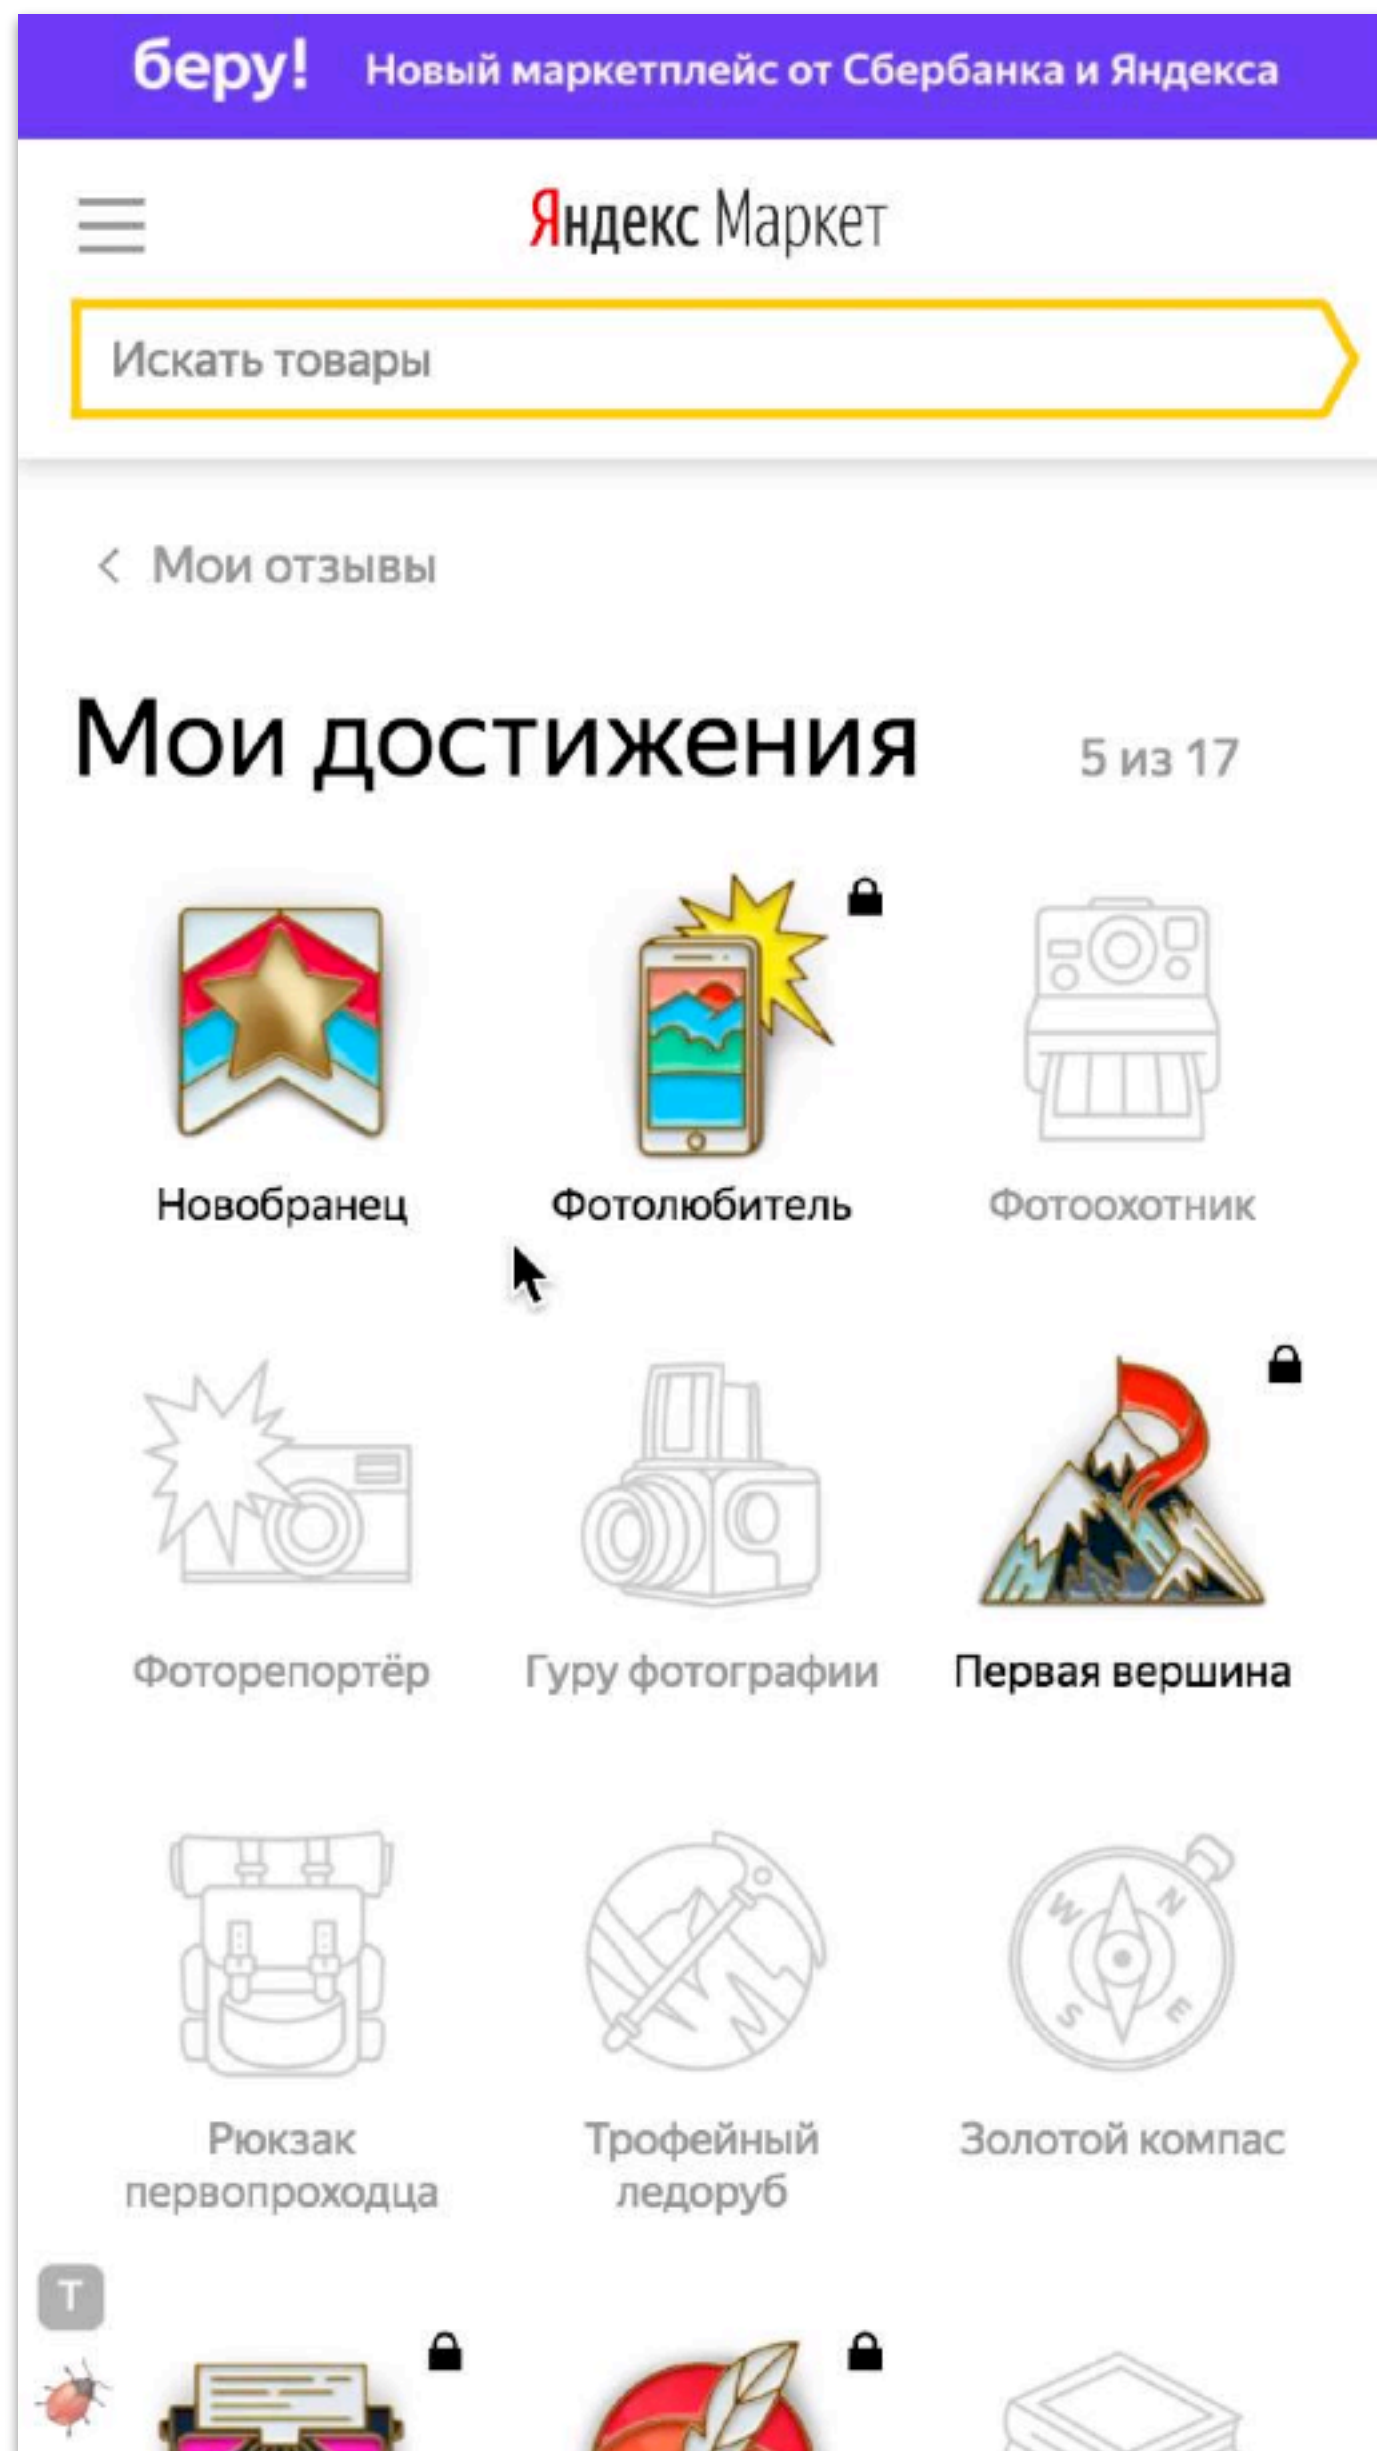 беру! Новый маркетплейс от Сбербанка и Яндекса
Яндекс Маркет
Искать товары
< Мои отзывы
Мои достижения 5 из 17
Новобранец Фотолюбитель Фотоохотник
Фоторепортёр Гуру фотографии Первая вершина
W N
S E
Рюкзак Трофейный Золотой компас
первопроходца ледоруб
T